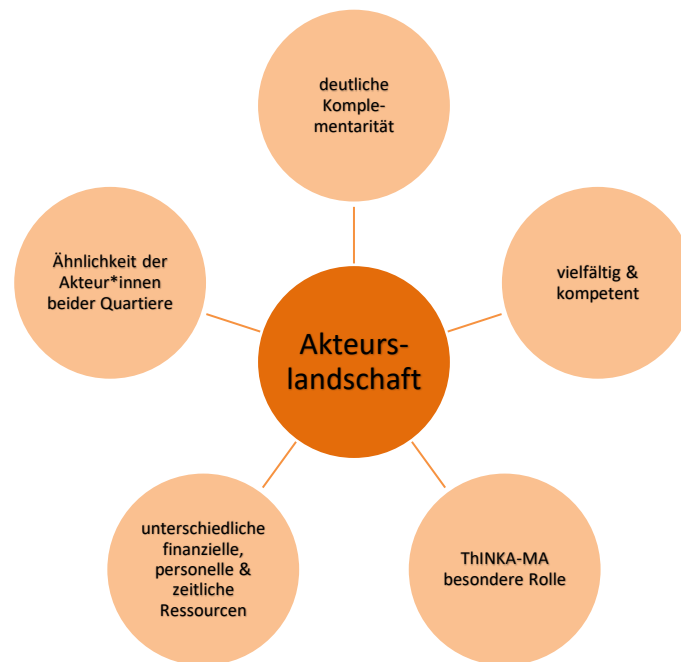 deutliche
Komple-
mentarität
Ähnlichkeit der
Akteur*innen
beider Quartiere
vielfältig &
kompetent
Akteurs-
landschaft
unterschiedliche
finanzielle,
personelle &
zeitliche
Ressourcen
ThINKA-MA
besondere Rolle